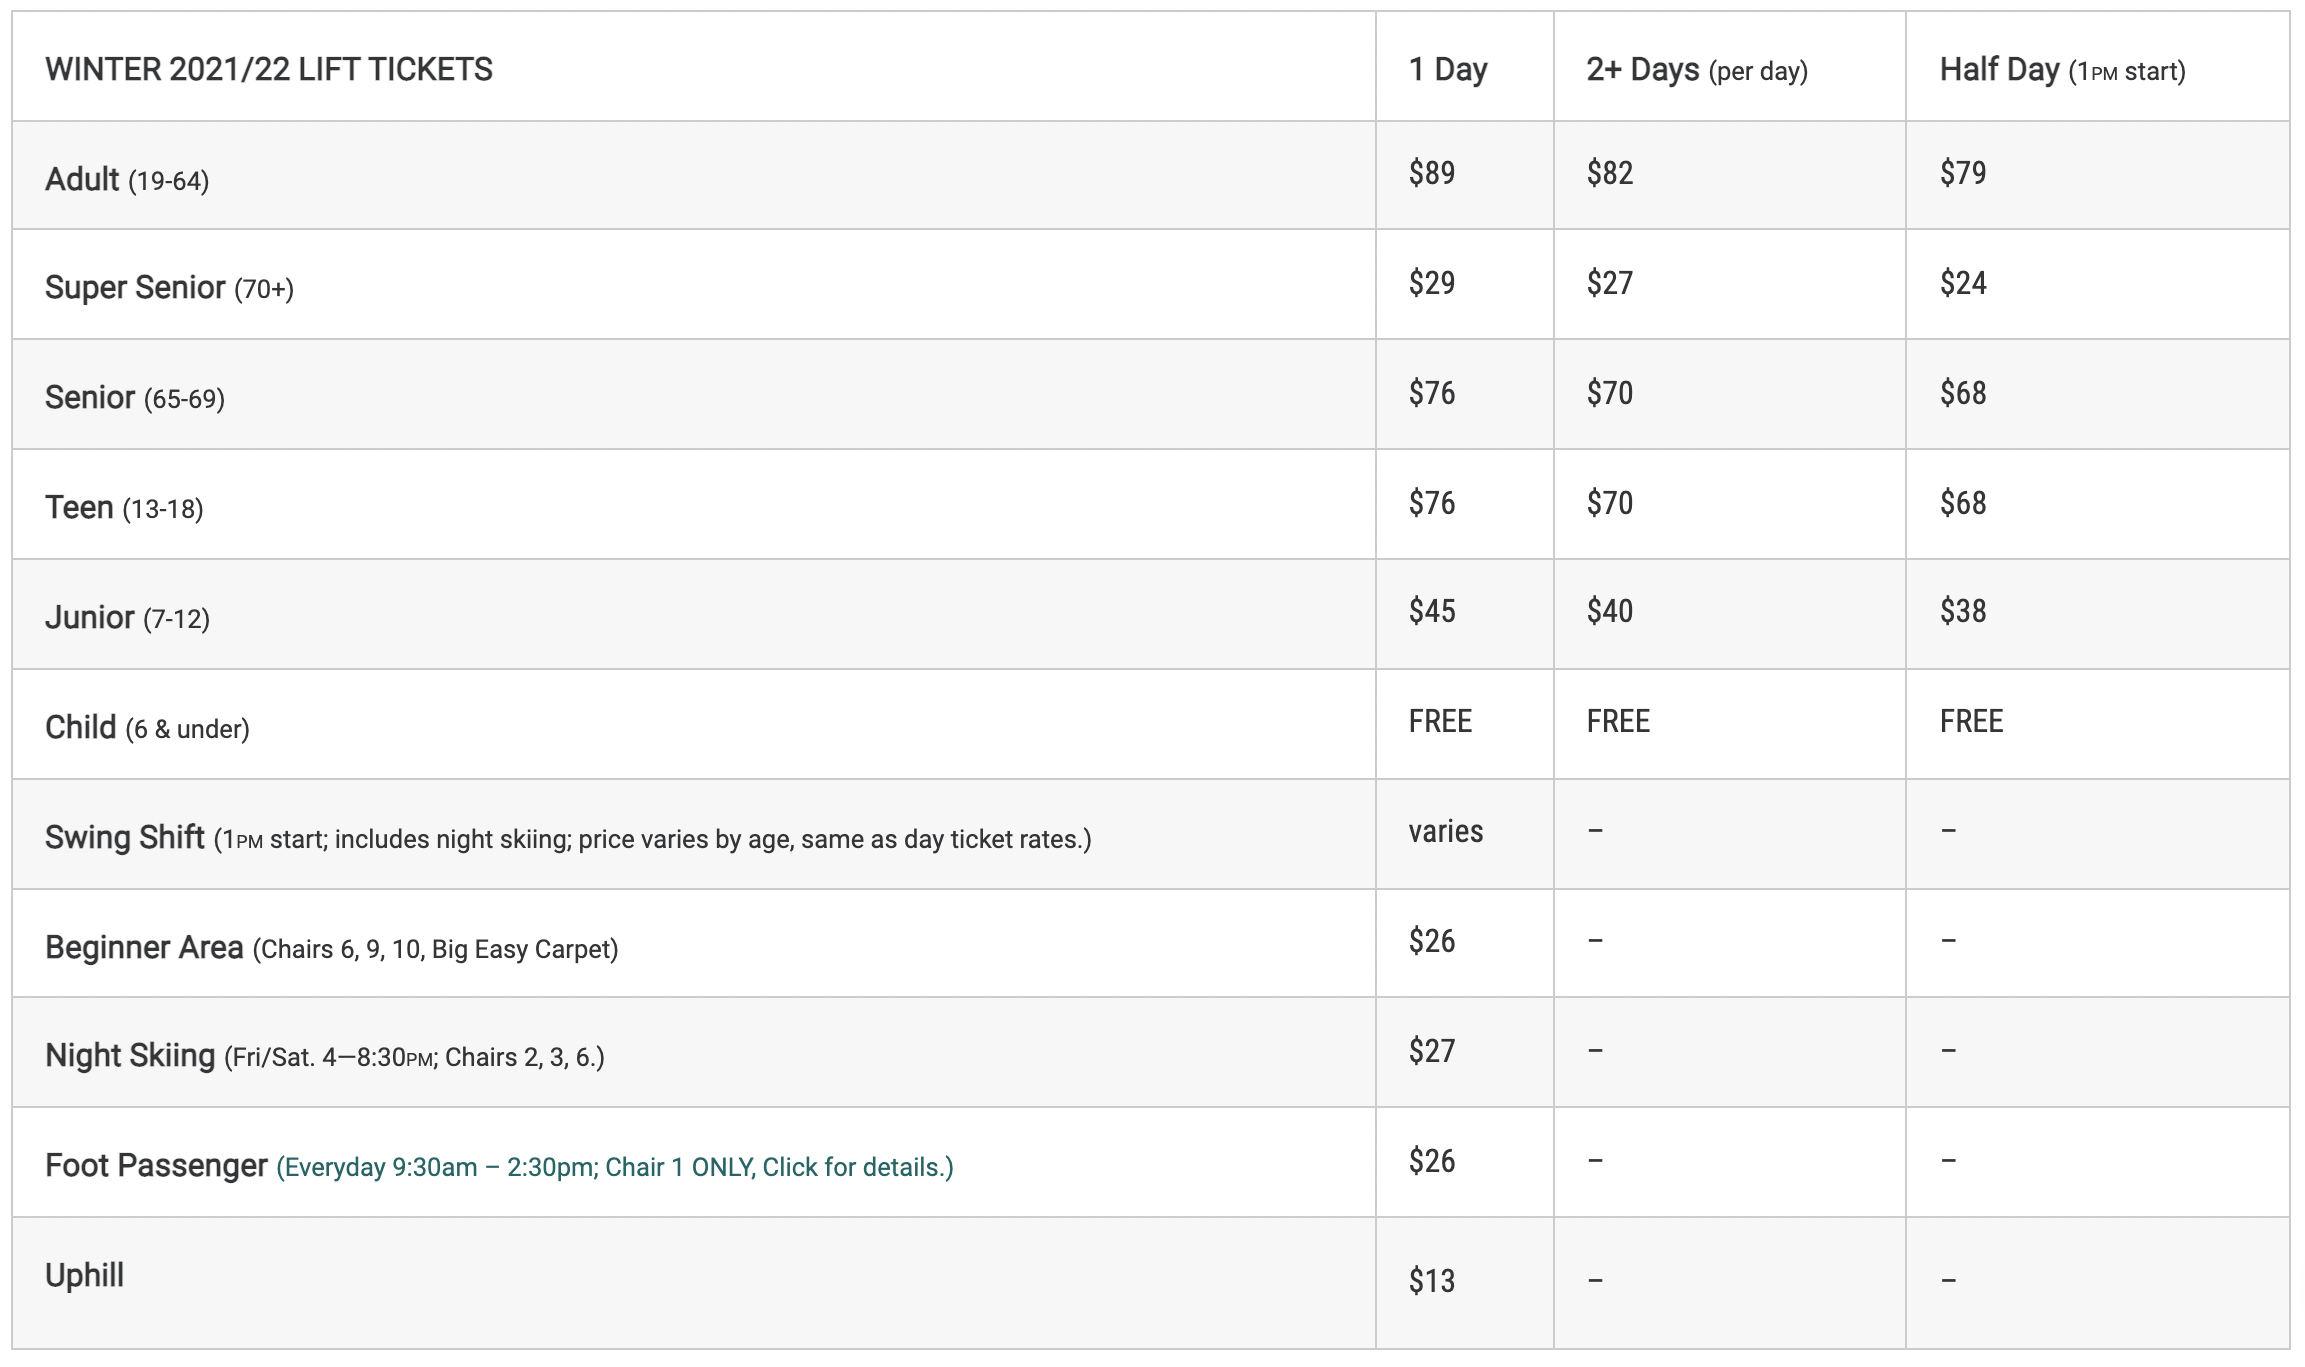 WINTER 2021/22 LIFT TICKETS 1 Day 2+ Days (per day) Half Day (1PM start)
Adult (19-64) $89 $82 $79
Super Senior (70+) $29 $27 $24
Senior (65-69) $76 $70 $68
Teen (13-18) $76 $70 $68
Junior (7-12) $45 $40 $38
Child (6 & under) FREE FREE FREE
Swing Shift (1PM start; includes night skiing; price varies by age, same as day ticket rates.) varies – –
Beginner Area (Chairs 6, 9, 10, Big Easy Carpet) $26 – –
Night Skiing (Fri/Sat. 4—8:30PM; Chairs 2, 3, 6.) $27 – –
Foot Passenger (Everyday 9:30am – 2:30pm; Chair 1 ONLY, Click for details.) $26 – –
Uphill $13 – –